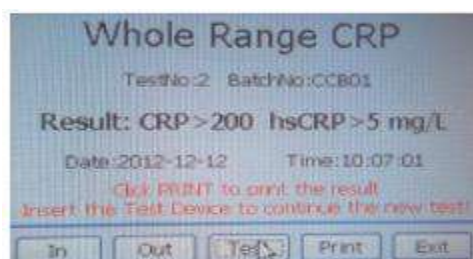 Whole Range CRP
TestNo:2 BatchNo:CCB01
Result: CRP>200 hsCRP>5 mg/L
Date:2012-12-12 Time:10:07:01
Click PRINT to print the result
Insert the Test Device to continue the new test!
In Out Test Print Exit